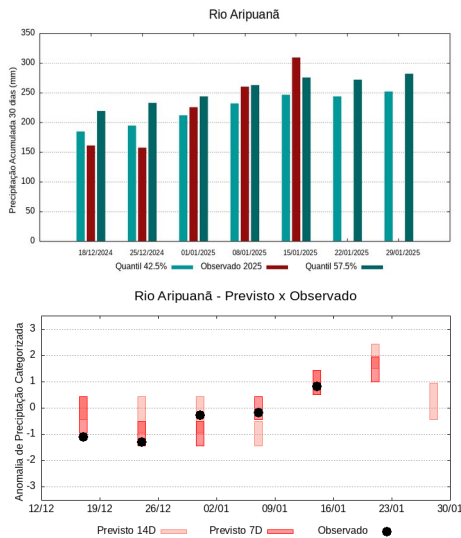 Rio Aripuanã
Precipitação Acumulada 30 dias (mm)
350
300
250
200
150
100
50
0
18/12/2024 25/12/2024 01/01/2025 08/01/2025 15/01/2025 22/01/2025 29/01/2025
Quantil 42.5% Observado 2025 Quantil 57.5%
Rio Aripuanã - Previsto x Observado
Anomalia de Preciptação Categorizada
3
2
1
0
-1
-2
-3
12/12 19/12 26/12 02/01 09/01 16/01 23/01 30/01
Previsto 14D Previsto 7D Observado